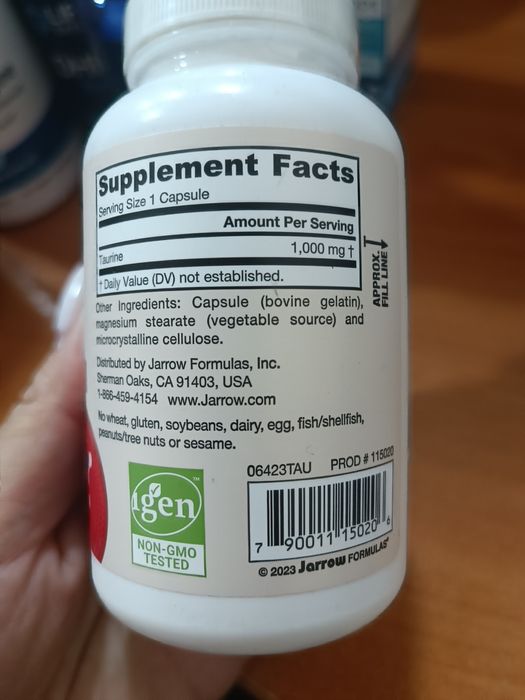 Supplement Facts
Serving Size 1 Capsule
Amount Per Serving
Taurine 1,000 mg †
† Daily Value (DV) not established.
APPROX.
FILL LINE
Other Ingredients: Capsule (bovine gelatin),
magnesium stearate (vegetable source) and
microcrystalline cellulose.
Distributed by Jarrow Formulas, Inc.
Sherman Oaks, CA 91403, USA
1-866-459-4154 www.Jarrow.com
No wheat, gluten, soybeans, dairy, egg, fish/shellfish,
peanuts/tree nuts or sesame.
06423TAU PROD # 115020
igen™
NON-GMO
TESTED
7 90011 15020 6
© 2023 Jarrow FORMULAS®